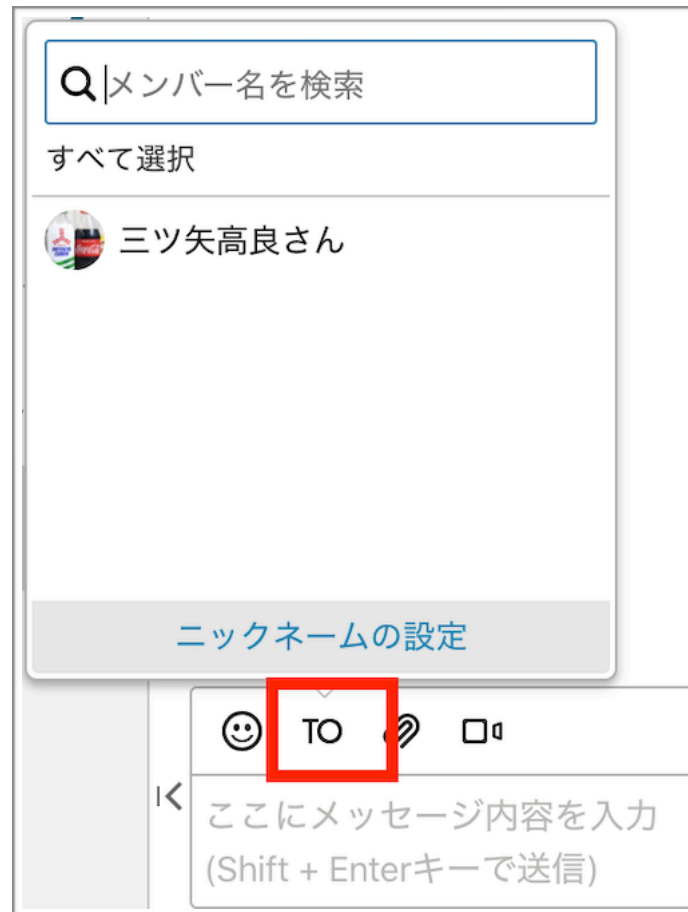 メンバー名を検索
すべて選択
三ツ矢高良さん
ニックネームの設定
TO
ここにメッセージ内容を入力
(Shift + Enterキーで送信)